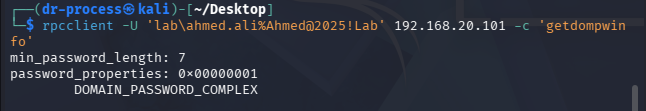 ┌──(dr-process㉿kali)-[~/Desktop]
└─$ rpcclient -U 'lab\ahmed.ali%Ahmed@2025!Lab' 192.168.20.101 -c 'getdompwin
fo'
min_password_length: 7
password_properties: 0×00000001
        DOMAIN_PASSWORD_COMPLEX